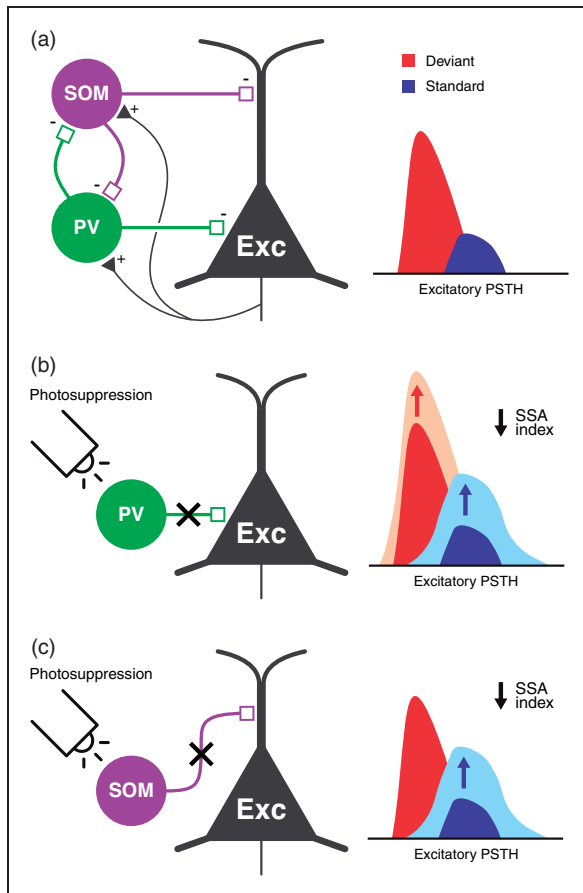 (a)
SOM
-
+
-
-
PV
-
+
Exc
Deviant
Standard
Excitatory PSTH
(b)
Photosuppression
PV
Exc
SSA
index
Excitatory PSTH
(c)
Photosuppression
SOM
Exc
SSA
index
Excitatory PSTH